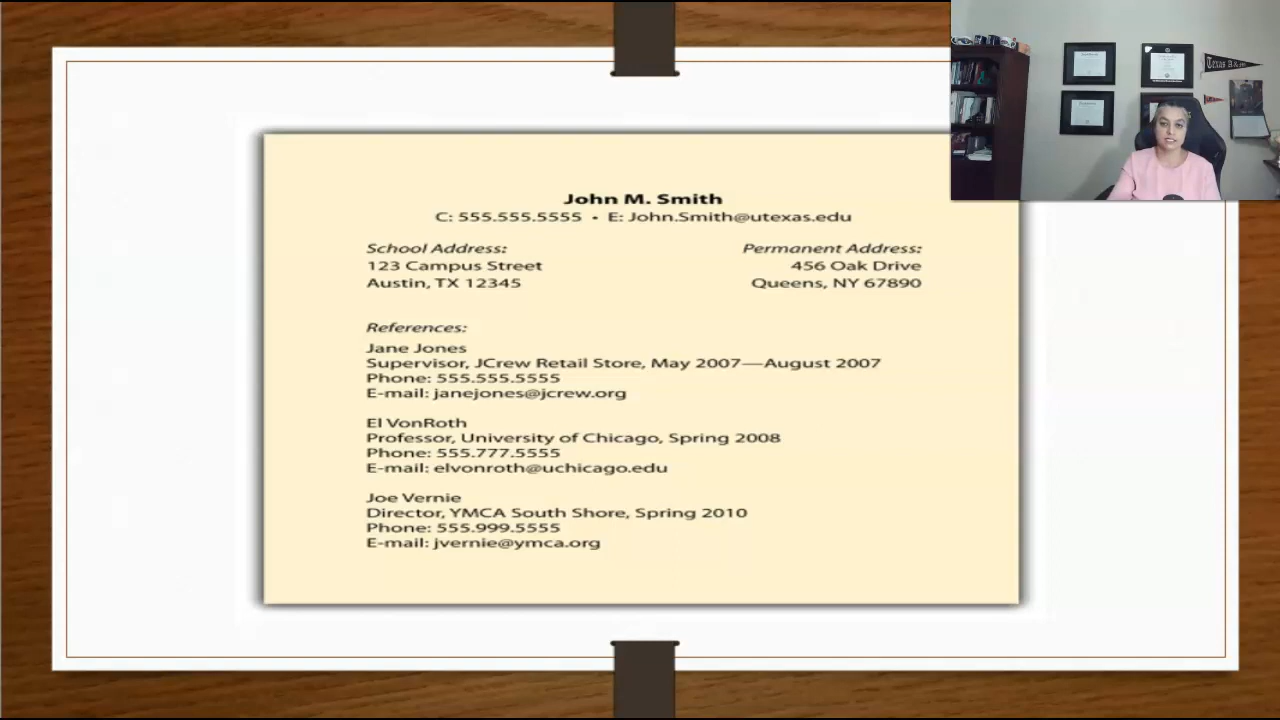 John M. Smith
C: 555.555.5555 • E: John.Smith@utexas.edu
School Address:
123 Campus Street
Austin, TX 12345
Permanent Address:
456 Oak Drive
Queens, NY 67890
References:
Jane Jones
Supervisor, JCrew Retail Store, May 2007—August 2007
Phone: 555.555.5555
E-mail: janejones@jcrew.org
El VonRoth
Professor, University of Chicago, Spring 2008
Phone: 555.777.5555
E-mail: elvonroth@uchicago.edu
Joe Vernie
Director, YMCA South Shore, Spring 2010
Phone: 555.999.5555
E-mail: jvernie@ymca.org
Texas